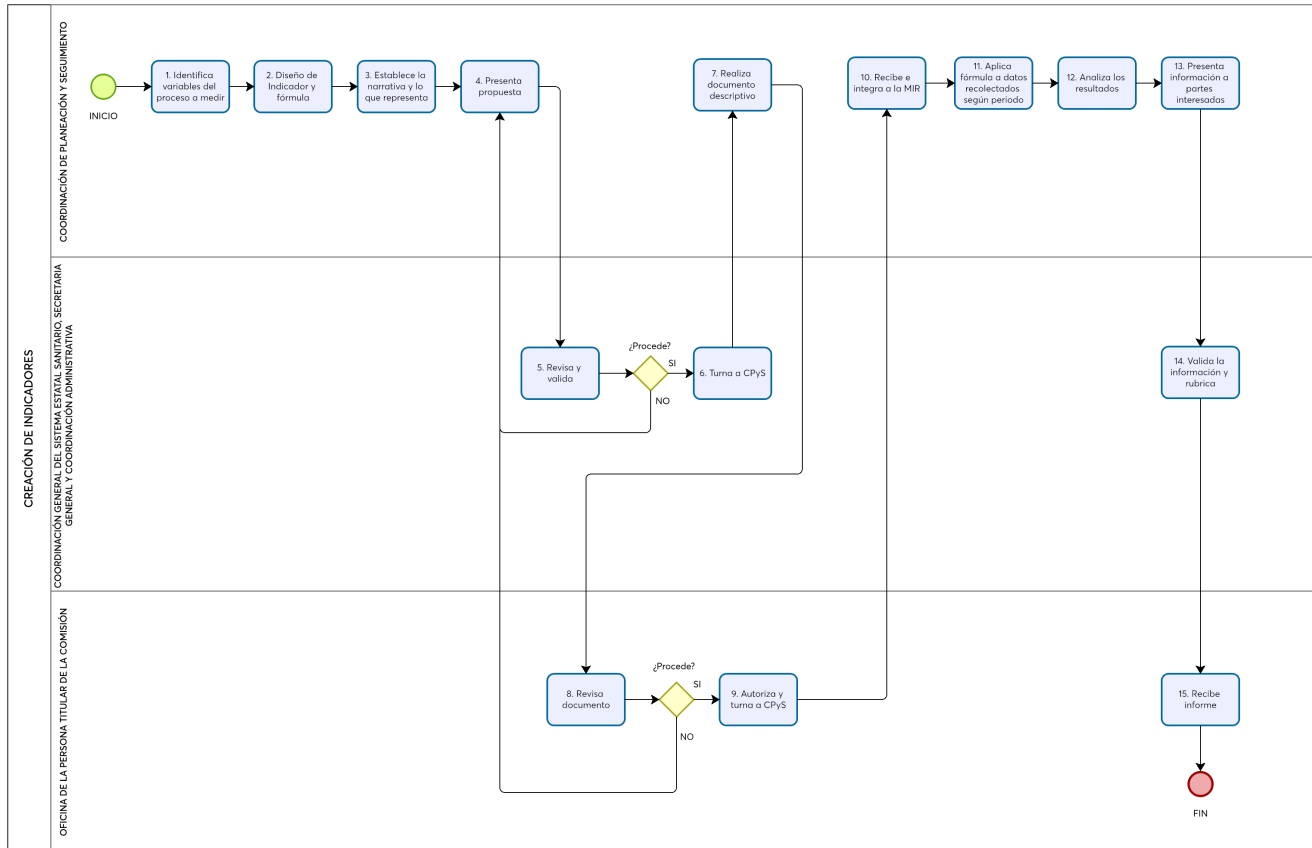 CREACIÓN DE INDICADORES
COORDINACIÓN DE PLANEACIÓN Y SEGUIMIENTO
INICIO
1. Identifica
variables del
proceso a medir
2. Diseño de
Indicador y
fórmula
3. Establece la
narrativa y lo
que representa
4. Presenta
propuesta
7. Realiza
documento
descriptivo
10. Recibe e
integra a la MIR
11. Aplica
fórmula a datos
recolectados
según periodo
12. Analiza los
resultados
13. Presenta
información a
partes
interesadas
COORDINACIÓN GENERAL DEL SISTEMA ESTATAL SANITARIO, SECRETARIA
GENERAL Y COORDINACIÓN ADMINISTRATIVA
5. Revisa y
valida
¿Procede?
SI
NO
6. Turna a CPyS
14. Valida la
información y
rubrica
OFICINA DE LA PERSONA TITULAR DE LA COMISIÓN
8. Revisa
documento
¿Procede?
SI
NO
9. Autoriza y
turna a CPyS
15. Recibe
informe
FIN